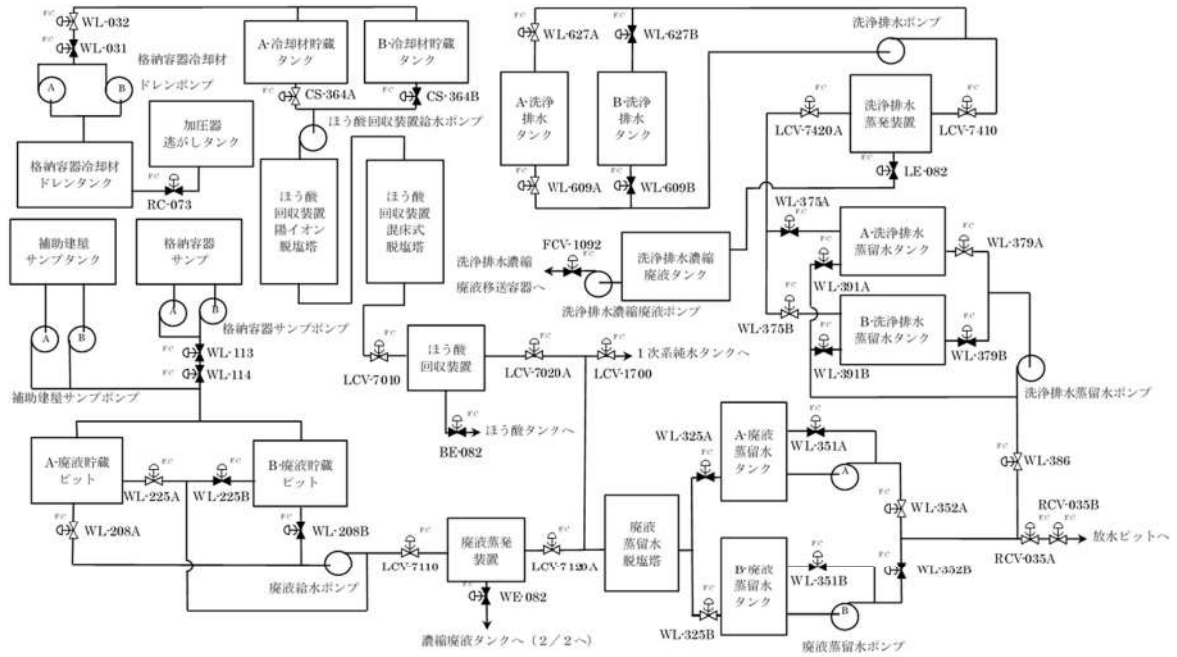 WL-032
WL-031
格納容器冷却材
ドレンポンプ
A
B
A-冷却材貯蔵
タンク
B-冷却材貯蔵
タンク
CS-364A
CS-364B
ほう酸回収装置給水ポンプ
加圧器
逃がしタンク
格納容器冷却材
ドレンタンク
RC-073
ほう酸
回収装置
陽イオン
脱塩塔
ほう酸
回収装置
混床式
脱塩塔
補助建屋
サンプタンク
格納容器
サンプ
A
B
A
B
格納容器サンプポンプ
WL-113
WL-114
補助建屋サンプポンプ
LCV-7010
ほう酸
回収装置
LCV-7020A
LCV-1700
1次系純水タンクへ
BE-082
ほう酸タンクへ
WL-627A
WL-627B
洗浄排水ポンプ
A-洗浄
排水
タンク
B-洗浄
排水
タンク
WL-609A
WL-609B
洗浄排水
蒸発装置
LCV-7420A
LCV-7410
LE-082
WL-375A
A-洗浄排水
蒸留水タンク
WL-379A
WL-391A
FCV-1092
洗浄排水濃縮
廃液移送容器へ
洗浄排水濃縮
廃液タンク
洗浄排水濃縮廃液ポンプ
WL-375B
B-洗浄排水
蒸留水タンク
WL-379B
WL-391B
洗浄排水蒸留水ポンプ
WL-386
A-廃液貯蔵
ピット
B-廃液貯蔵
ピット
WL-225A
WL-225B
WL-208A
WL-208B
廃液給水ポンプ
LCV-7110
廃液蒸発
装置
LCV-7120A
WE-082
濃縮廃液タンクへ（2／2へ）
廃液
蒸留水
脱塩塔
WL-325A
A-廃液
蒸留水
タンク
WL-351A
A
WL-352A
WL-325B
B-廃液
蒸留水
タンク
WL-351B
B
WL-352B
廃液蒸留水ポンプ
RCV-035B
RCV-035A
放水ピットへ